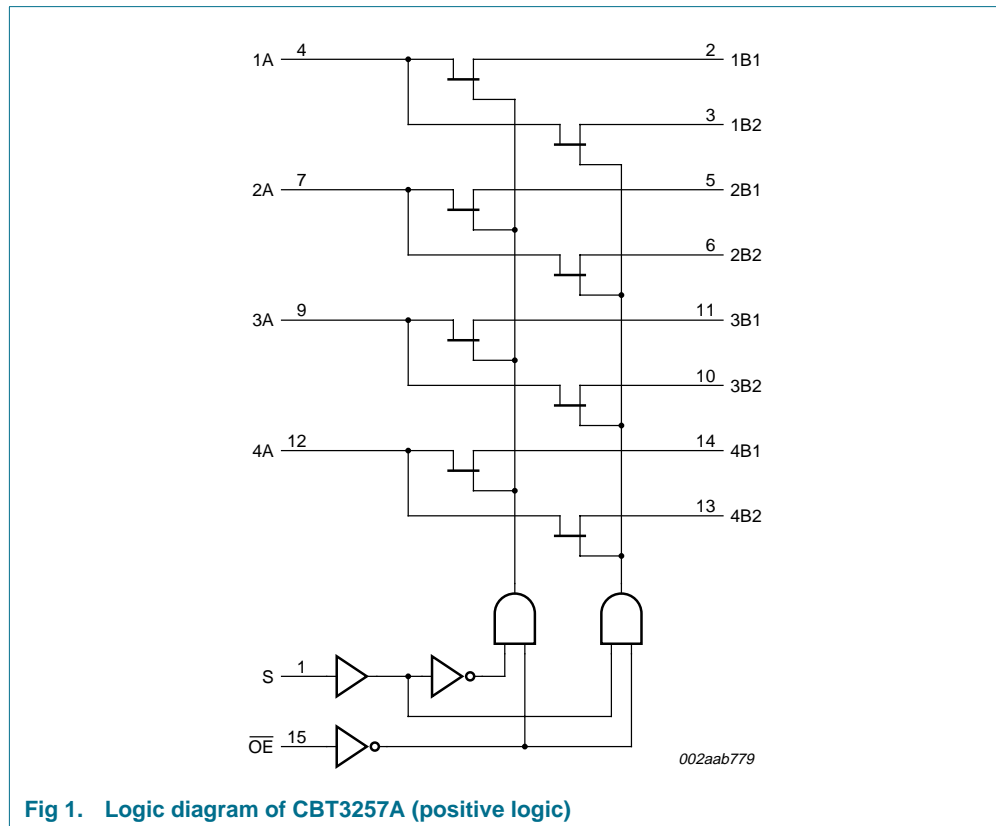 1A 4 2 1B1
3 1B2
2A 7 5 2B1
6 2B2
3A 9 11 3B1
10 3B2
4A 12 14 4B1
13 4B2
S 1
OE 15
002aab779
Fig 1. Logic diagram of CBT3257A (positive logic)